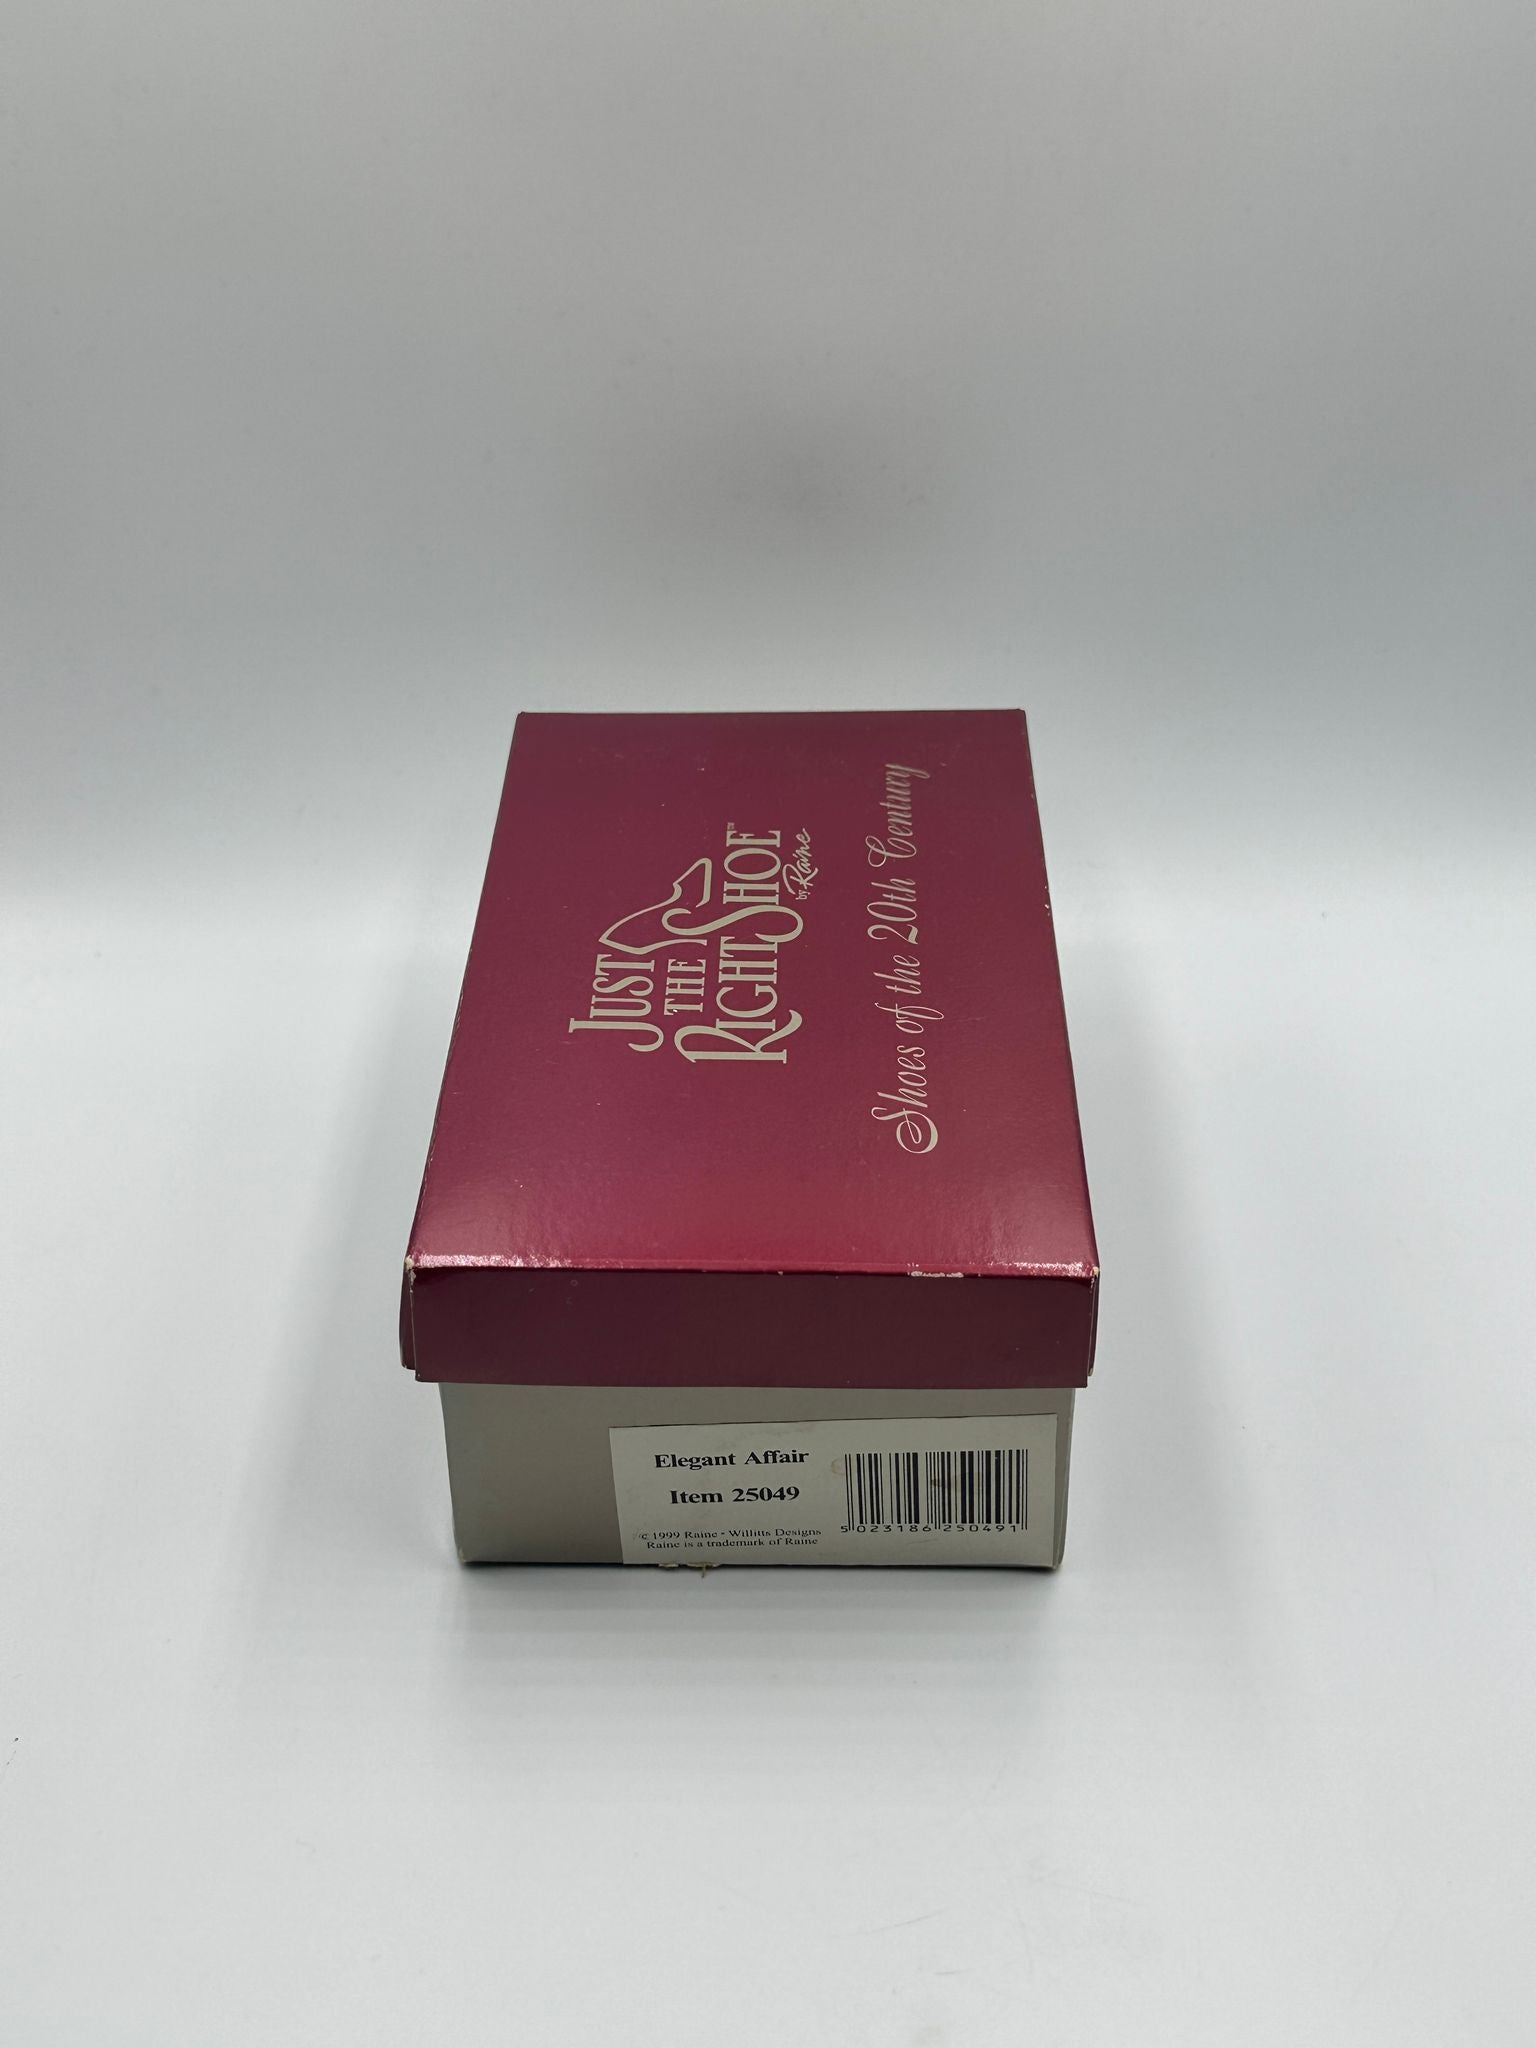 JUST
THE
RIGHT SHOE™
by Raine
Shoes of the 20th Century
Elegant Affair
Item 25049
© 1999 Raine - Willitts Designs
Raine is a trademark of Raine
5 023186 250491